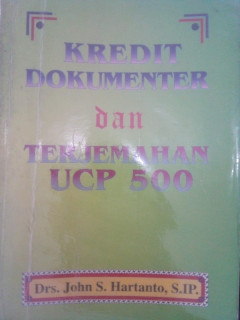 KREDIT
DOKUMENTER
dan
TERJEMAHAN
UCP 500
Drs. John S. Hartanto, S.IP.